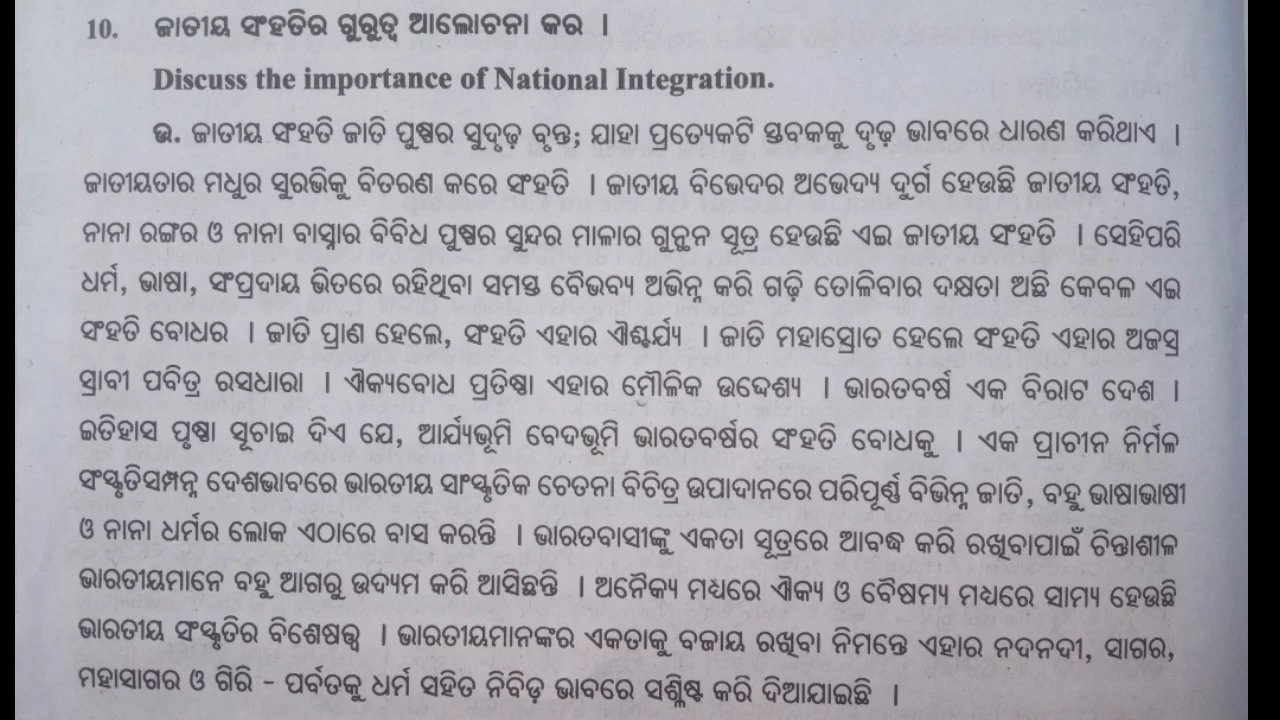 10. ଜାତୀୟ ସଂହତିର ଗୁରୁତ୍ୱ ଆଲୋଚନା କର ।
Discuss the importance of National Integration.
ଉ. ଜାତୀୟ ସଂହତି ଜାତି ପୁଷ୍ପର ସୁଦୃଢ଼ ବୃନ୍ତ; ଯାହା ପ୍ରତ୍ୟେକଟି ସ୍ତବକକୁ ଦୃଢ଼ ଭାବରେ ଧାରଣ କରିଥାଏ ।
ଜାତୀୟତାର ମଧୁର ସୁରଭିକୁ ବିତରଣ କରେ ସଂହତି । ଜାତୀୟ ବିଭେଦର ଅଭେଦ୍ୟ ଦୁର୍ଗ ହେଉଛି ଜାତୀୟ ସଂହତି,
ନାନା ରଙ୍ଗର ଓ ନାନା ବାସ୍ନାର ବିବିଧ ପୁଷ୍ପର ସୁନ୍ଦର ମାଳାର ଗୁନ୍ଥନ ସୂତ୍ର ହେଉଛି ଏଇ ଜାତୀୟ ସଂହତି । ସେହିପରି
ଧର୍ମ, ଭାଷା, ସଂପ୍ରଦାୟ ଭିତରେ ରହିଥିବା ସମସ୍ତ ବୈଭବ୍ୟ ଅଭିନ୍ନ କରି ଗଢ଼ି ତୋଳିବାର ଦକ୍ଷତା ଅଛି କେବଳ ଏଇ
ସଂହତି ବୋଧର । ଜାତି ପ୍ରାଣ ହେଲେ, ସଂହତି ଏହାର ଐଶ୍ୱର୍ଯ୍ୟ । ଜାତି ମହାସ୍ରୋତ ହେଲେ ସଂହତି ଏହାର ଅଜସ୍ର
ସ୍ରାବୀ ପବିତ୍ର ରସଧାରା । ଐକ୍ୟବୋଧ ପ୍ରତିଷ୍ଠା ଏହାର ମୌଳିକ ଉଦ୍ଦେଶ୍ୟ । ଭାରତବର୍ଷ ଏକ ବିରାଟ ଦେଶ ।
ଇତିହାସ ପୃଷ୍ଠା ସୂଚାଇ ଦିଏ ଯେ, ଆର୍ଯ୍ୟଭୂମି ବେଦଭୂମି ଭାରତବର୍ଷର ସଂହତି ବୋଧକୁ । ଏକ ପ୍ରାଚୀନ ନିର୍ମଳ
ସଂସ୍କୃତିସମ୍ପନ୍ନ ଦେଶଭାବରେ ଭାରତୀୟ ସାଂସ୍କୃତିକ ଚେତନା ବିଚିତ୍ର ଉପାଦାନରେ ପରିପୂର୍ଣ୍ଣ ବିଭିନ୍ନ ଜାତି, ବହୁ ଭାଷାଭାଷୀ
ଓ ନାନା ଧର୍ମର ଲୋକ ଏଠାରେ ବାସ କରନ୍ତି । ଭାରତବାସୀଙ୍କୁ ଏକତା ସୂତ୍ରରେ ଆବଦ୍ଧ କରି ରଖିବାପାଇଁ ଚିନ୍ତାଶୀଳ
ଭାରତୀୟମାନେ ବହୁ ଆଗରୁ ଉଦ୍ୟମ କରି ଆସିଛନ୍ତି । ଅନୈକ୍ୟ ମଧ୍ୟରେ ଐକ୍ୟ ଓ ବୈଷମ୍ୟ ମଧ୍ୟରେ ସାମ୍ୟ ହେଉଛି
ଭାରତୀୟ ସଂସ୍କୃତିର ବିଶେଷତ୍ତ୍ୱ । ଭାରତୀୟମାନଙ୍କର ଏକତାକୁ ବଜାୟ ରଖିବା ନିମନ୍ତେ ଏହାର ନଦନଦୀ, ସାଗର,
ମହାସାଗର ଓ ଗିରି - ପର୍ବତକୁ ଧର୍ମ ସହିତ ନିବିଡ଼ ଭାବରେ ସଶ୍ଳିଷ୍ଟ କରି ଦିଆଯାଇଛି ।